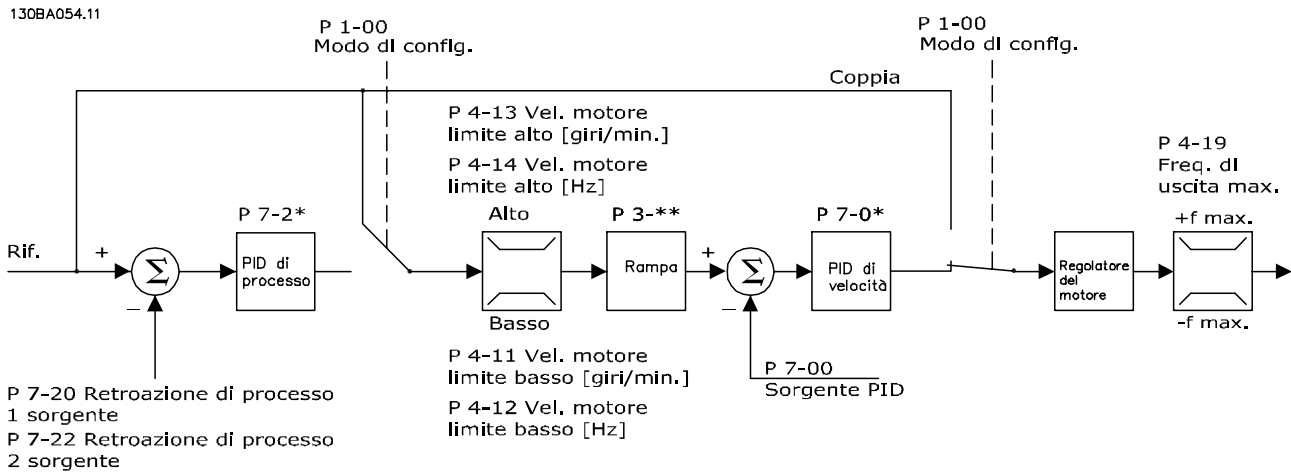 130BA054.11
P 1-00
Modo di config.
P 1-00
Modo di config.
Coppia
P 4-13 Vel. motore
limite alto [giri/min.]
P 4-14 Vel. motore
limite alto [Hz]
P 4-19
Freq. di
uscita max.
P 7-2*
Alto
P 3-**
P 7-0*
+f max.
Rif.
+
Σ
PID di
processo
Rampa
+
Σ
PID di
velocità
Regolatore
del
motore
–
Basso
–
-f max.
P 4-11 Vel. motore
limite basso [giri/min.]
P 4-12 Vel. motore
limite basso [Hz]
P 7-00
Sorgente PID
P 7-20 Retroazione di processo
1 sorgente
P 7-22 Retroazione di processo
2 sorgente